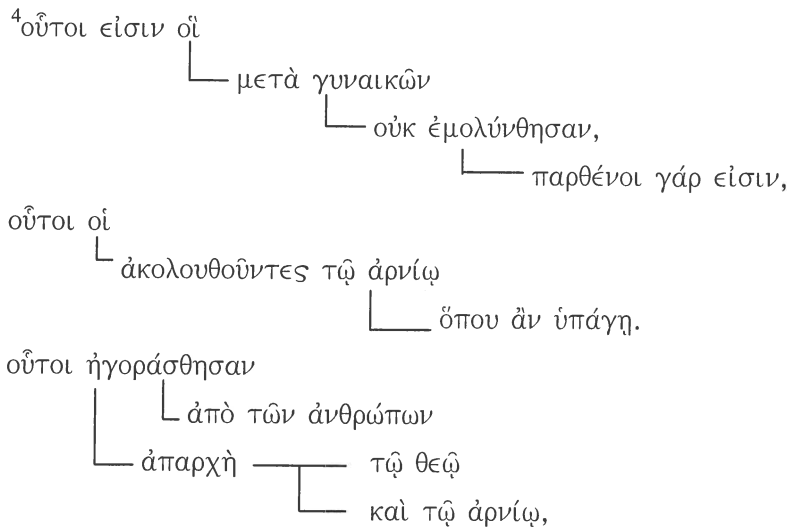 ⁴οὗτοι εἰσιν οἳ
μετὰ γυναικῶν
οὐκ ἐμολύνθησαν,
παρθένοι γάρ εἰσιν,
οὗτοι οἱ
ἀκολουθοῦντες τῷ ἀρνίῳ
ὅπου ἂν ὑπάγῃ.
οὗτοι ἠγοράσθησαν
ἀπὸ τῶν ἀνθρώπων
ἀπαρχὴ τῷ θεῷ
καὶ τῷ ἀρνίῳ,